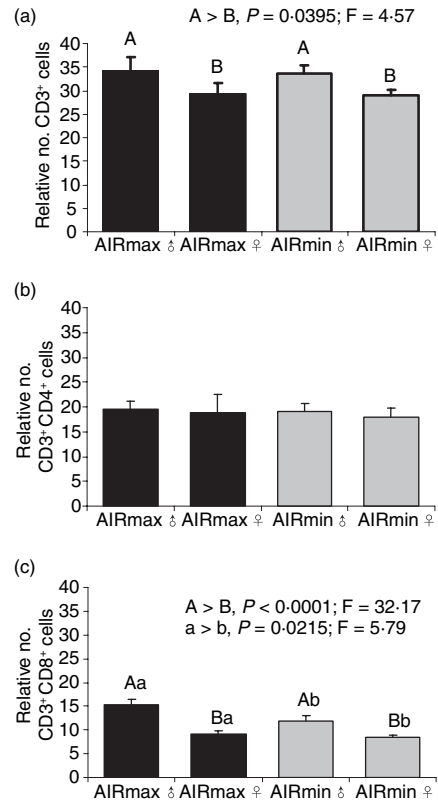 (a)
A > B, P = 0·0395; F = 4·57
Relative no. CD3⁺ cells
40
35
30
25
20
15
10
5
0
A
B
A
B
AIRmax ♂ AIRmax ♀ AIRmin ♂ AIRmin ♀
(b)
Relative no.
CD3⁺CD4⁺ cells
40
35
30
25
20
15
10
5
0
AIRmax ♂ AIRmax ♀ AIRmin ♂ AIRmin ♀
(c)
A > B, P < 0·0001; F = 32·17
a > b, P = 0·0215; F = 5·79
Relative no.
CD3⁺CD8⁺ cells
40
35
30
25
20
15
10
5
0
Aa
Ba
Ab
Bb
AIRmax ♂ AIRmax ♀ AIRmin ♂ AIRmin ♀